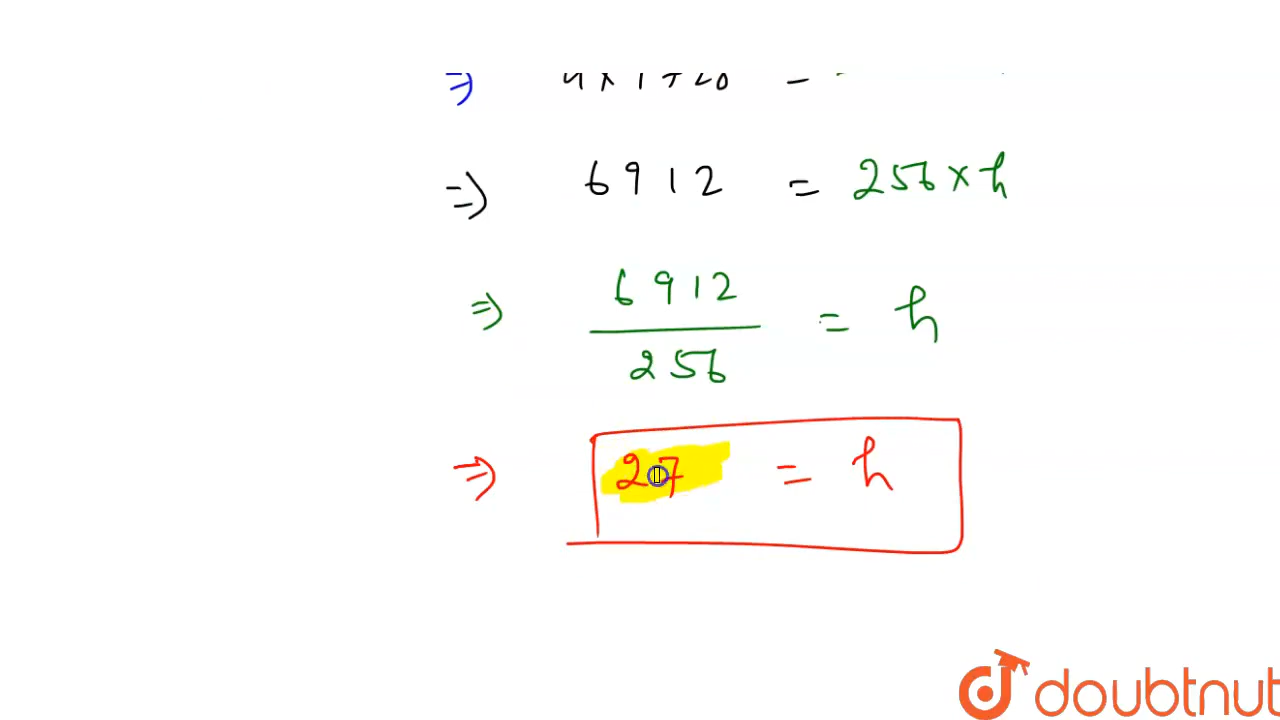 ⇒ 6912 = 256 × h
⇒ 6912/256 = h
⇒ 27 = h
doubtnut